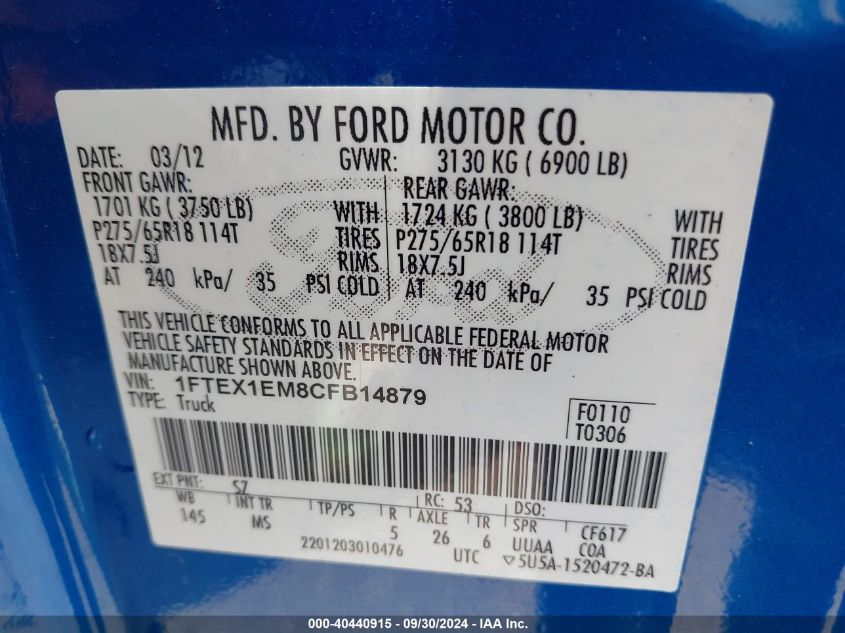 MFD. BY FORD MOTOR CO.
DATE: 03/12 GVWR: 3130 KG ( 6900 LB)
FRONT GAWR: REAR GAWR:
1701 KG ( 3750 LB) WITH 1724 KG ( 3800 LB) WITH
P275/65R18 114T TIRES P275/65R18 114T TIRES
18X7.5J RIMS 18X7.5J RIMS
AT 240 kPa/ 35 PSI COLD AT 240 kPa/ 35 PSI COLD
Ford
THIS VEHICLE CONFORMS TO ALL APPLICABLE FEDERAL MOTOR
VEHICLE SAFETY STANDARDS IN EFFECT ON THE DATE OF
MANUFACTURE SHOWN ABOVE.
VIN: 1FTEX1EM8CFB14879
TYPE: Truck
F0110
T0306
EXT PNT: SZ RC: 53 DSO:
WB INT TR TP/PS R AXLE TR SPR CF617
145 MS 5 26 6 UUAA COA
2201203010476 UTC 5U5A-1520472-BA
000-40440915 - 09/30/2024 - IAA Inc.